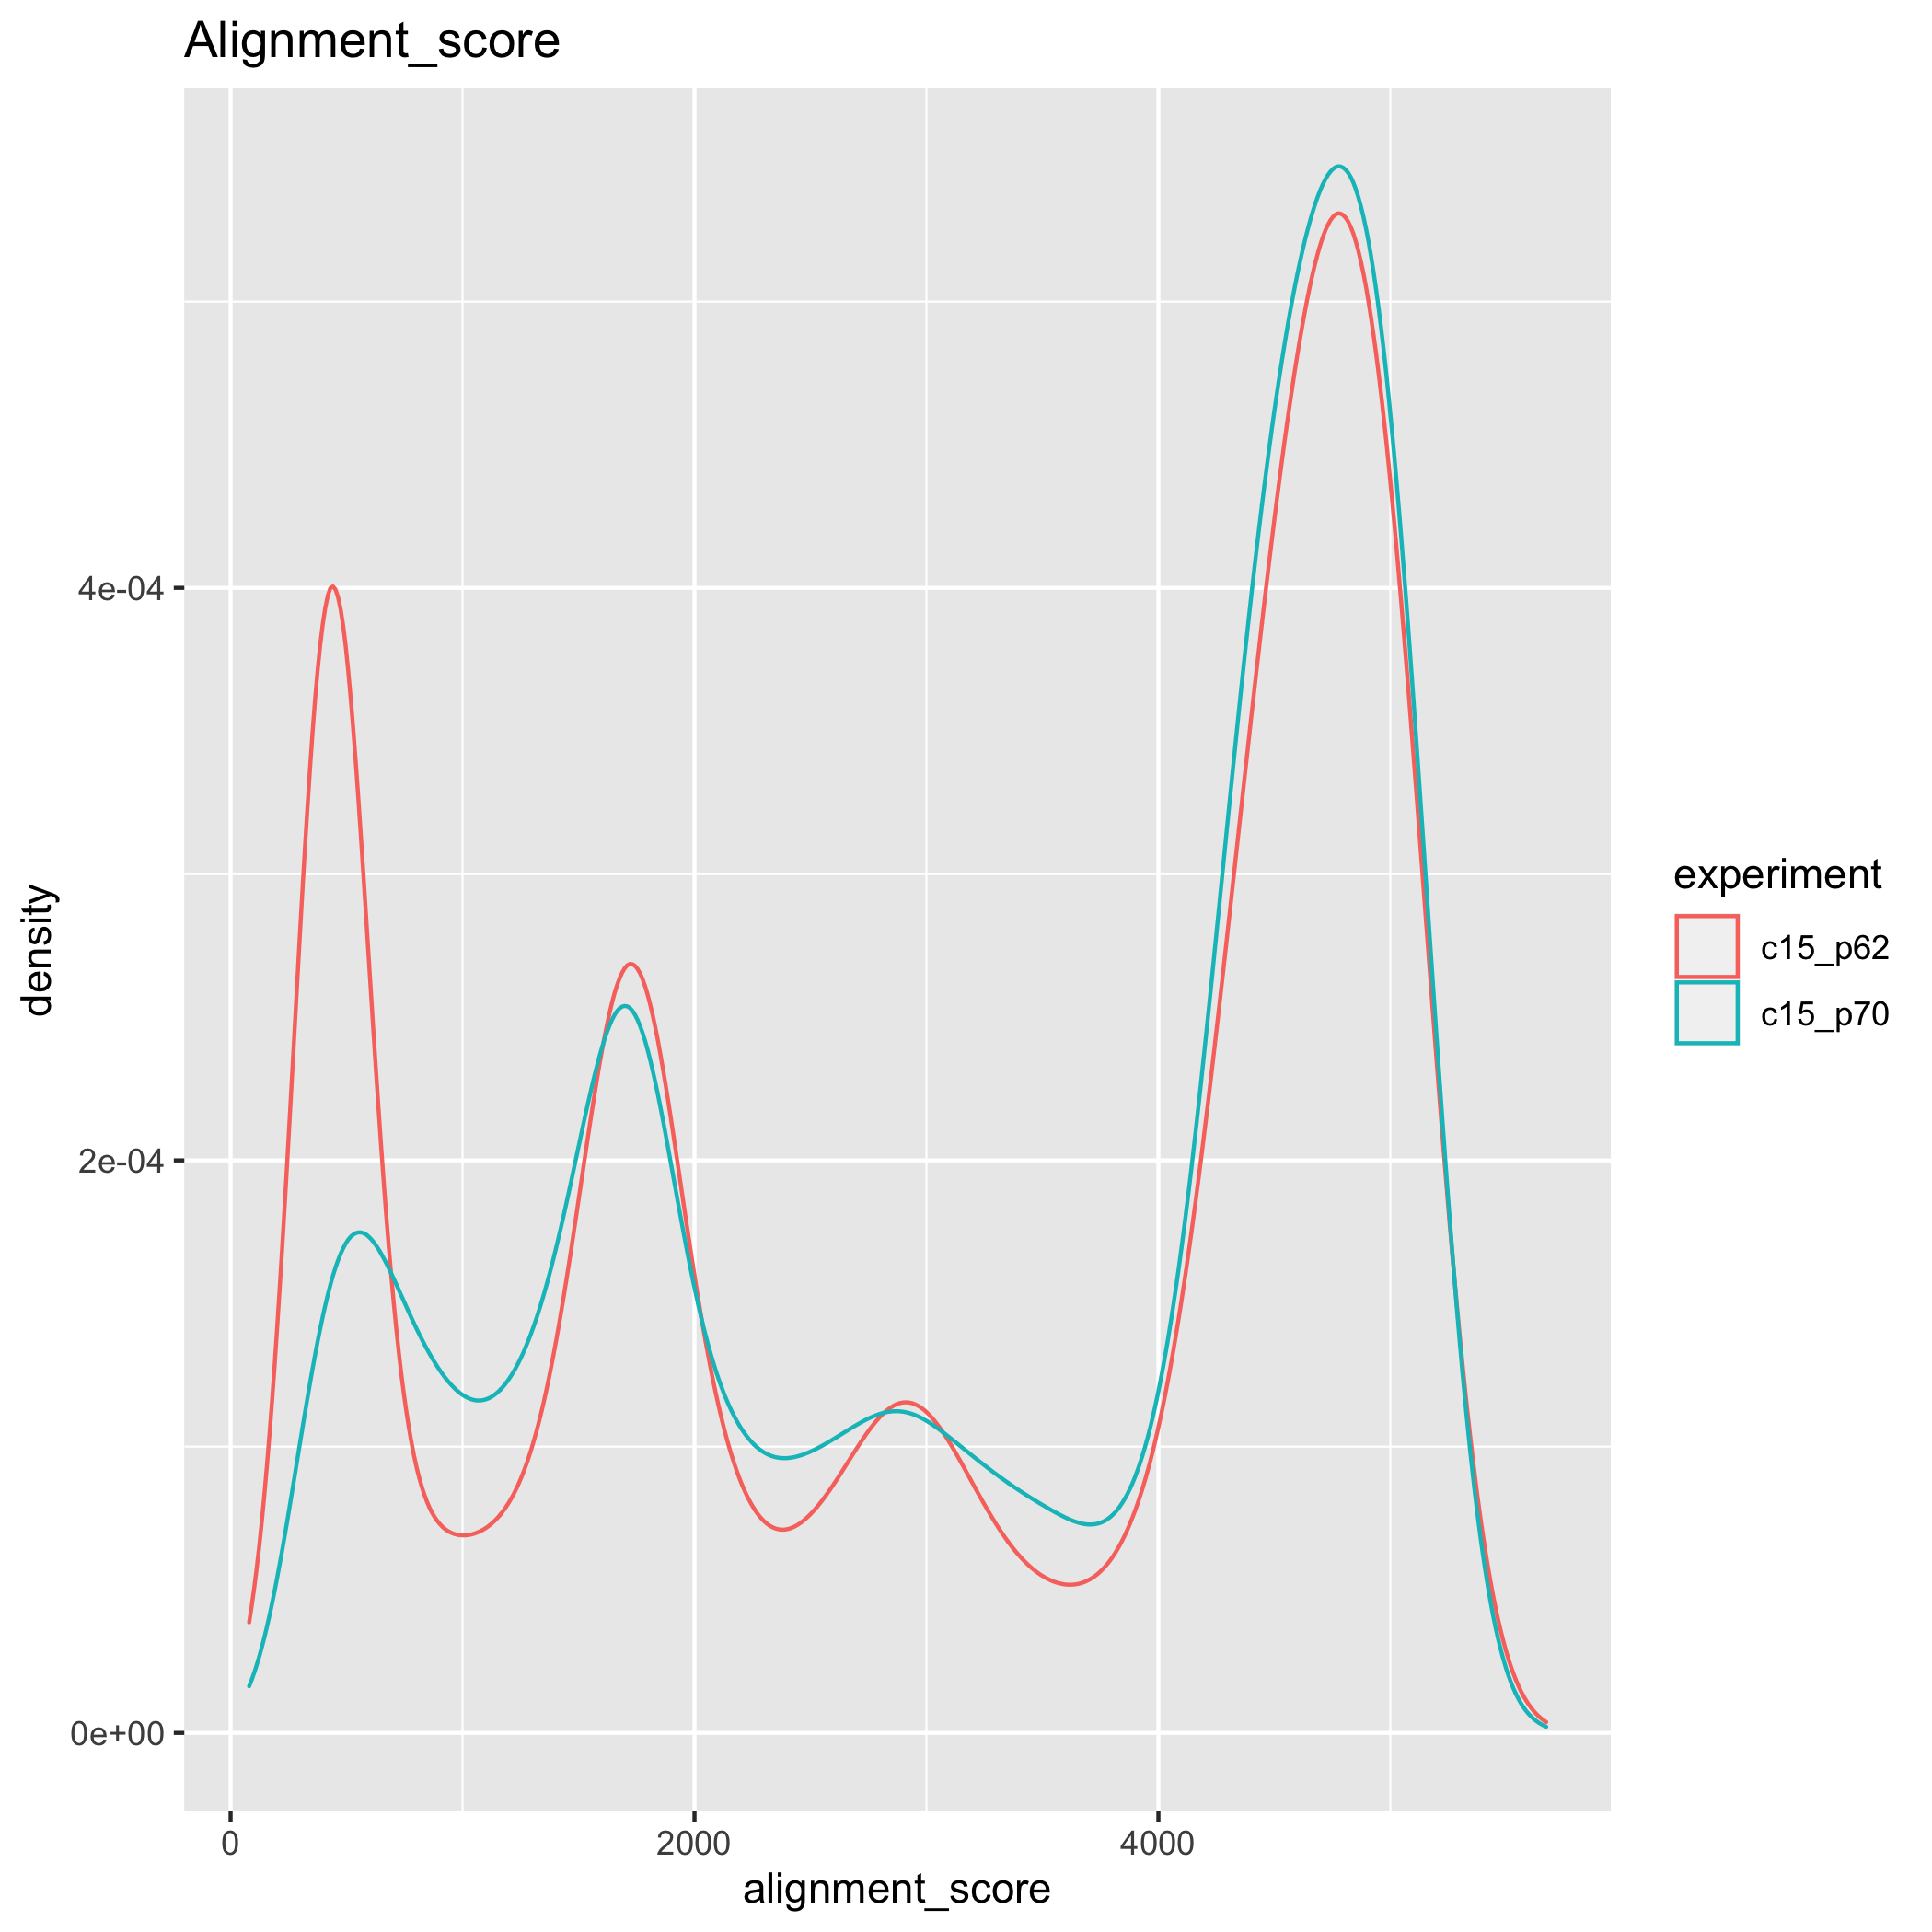 Alignment_score
density
4e-04
2e-04
0e+00
0
2000
4000
alignment_score
experiment
c15_p62
c15_p70